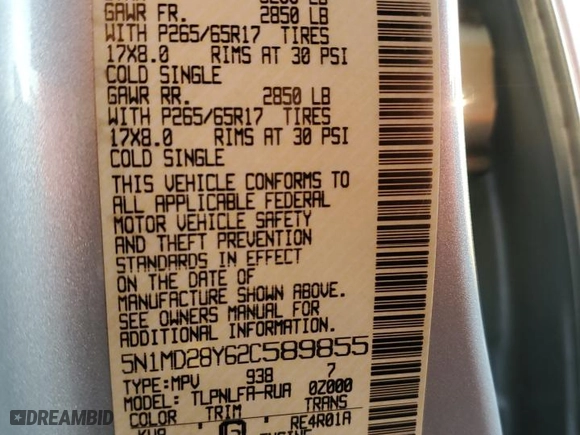 GAWR FR. 2850 LB
WITH P265/65R17 TIRES
17X8.0 RIMS AT 30 PSI
COLD SINGLE
GAWR RR. 2850 LB
WITH P265/65R17 TIRES
17X8.0 RIMS AT 30 PSI
COLD SINGLE
THIS VEHICLE CONFORMS TO
ALL APPLICABLE FEDERAL
MOTOR VEHICLE SAFETY
AND THEFT PREVENTION
STANDARDS IN EFFECT
ON THE DATE OF
MANUFACTURE SHOWN ABOVE.
SEE OWNERS MANUAL FOR
ADDITIONAL INFORMATION.
5N1MD28Y62C589855
TYPE:MPV 938 7
MODEL: TLPNLFA-RUA 0Z000
COLOR TRIM TRANS
G RE4R01A
DREAMBID